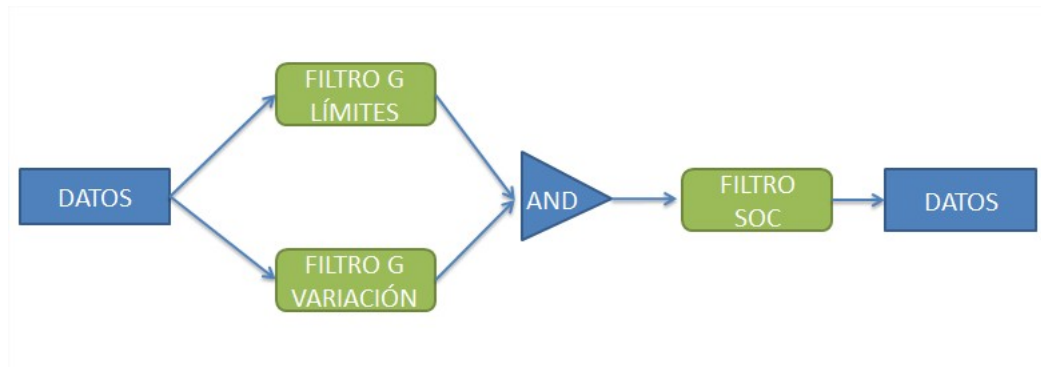 DATOS
FILTRO G
LÍMITES
FILTRO G
VARIACIÓN
AND
FILTRO
SOC
DATOS